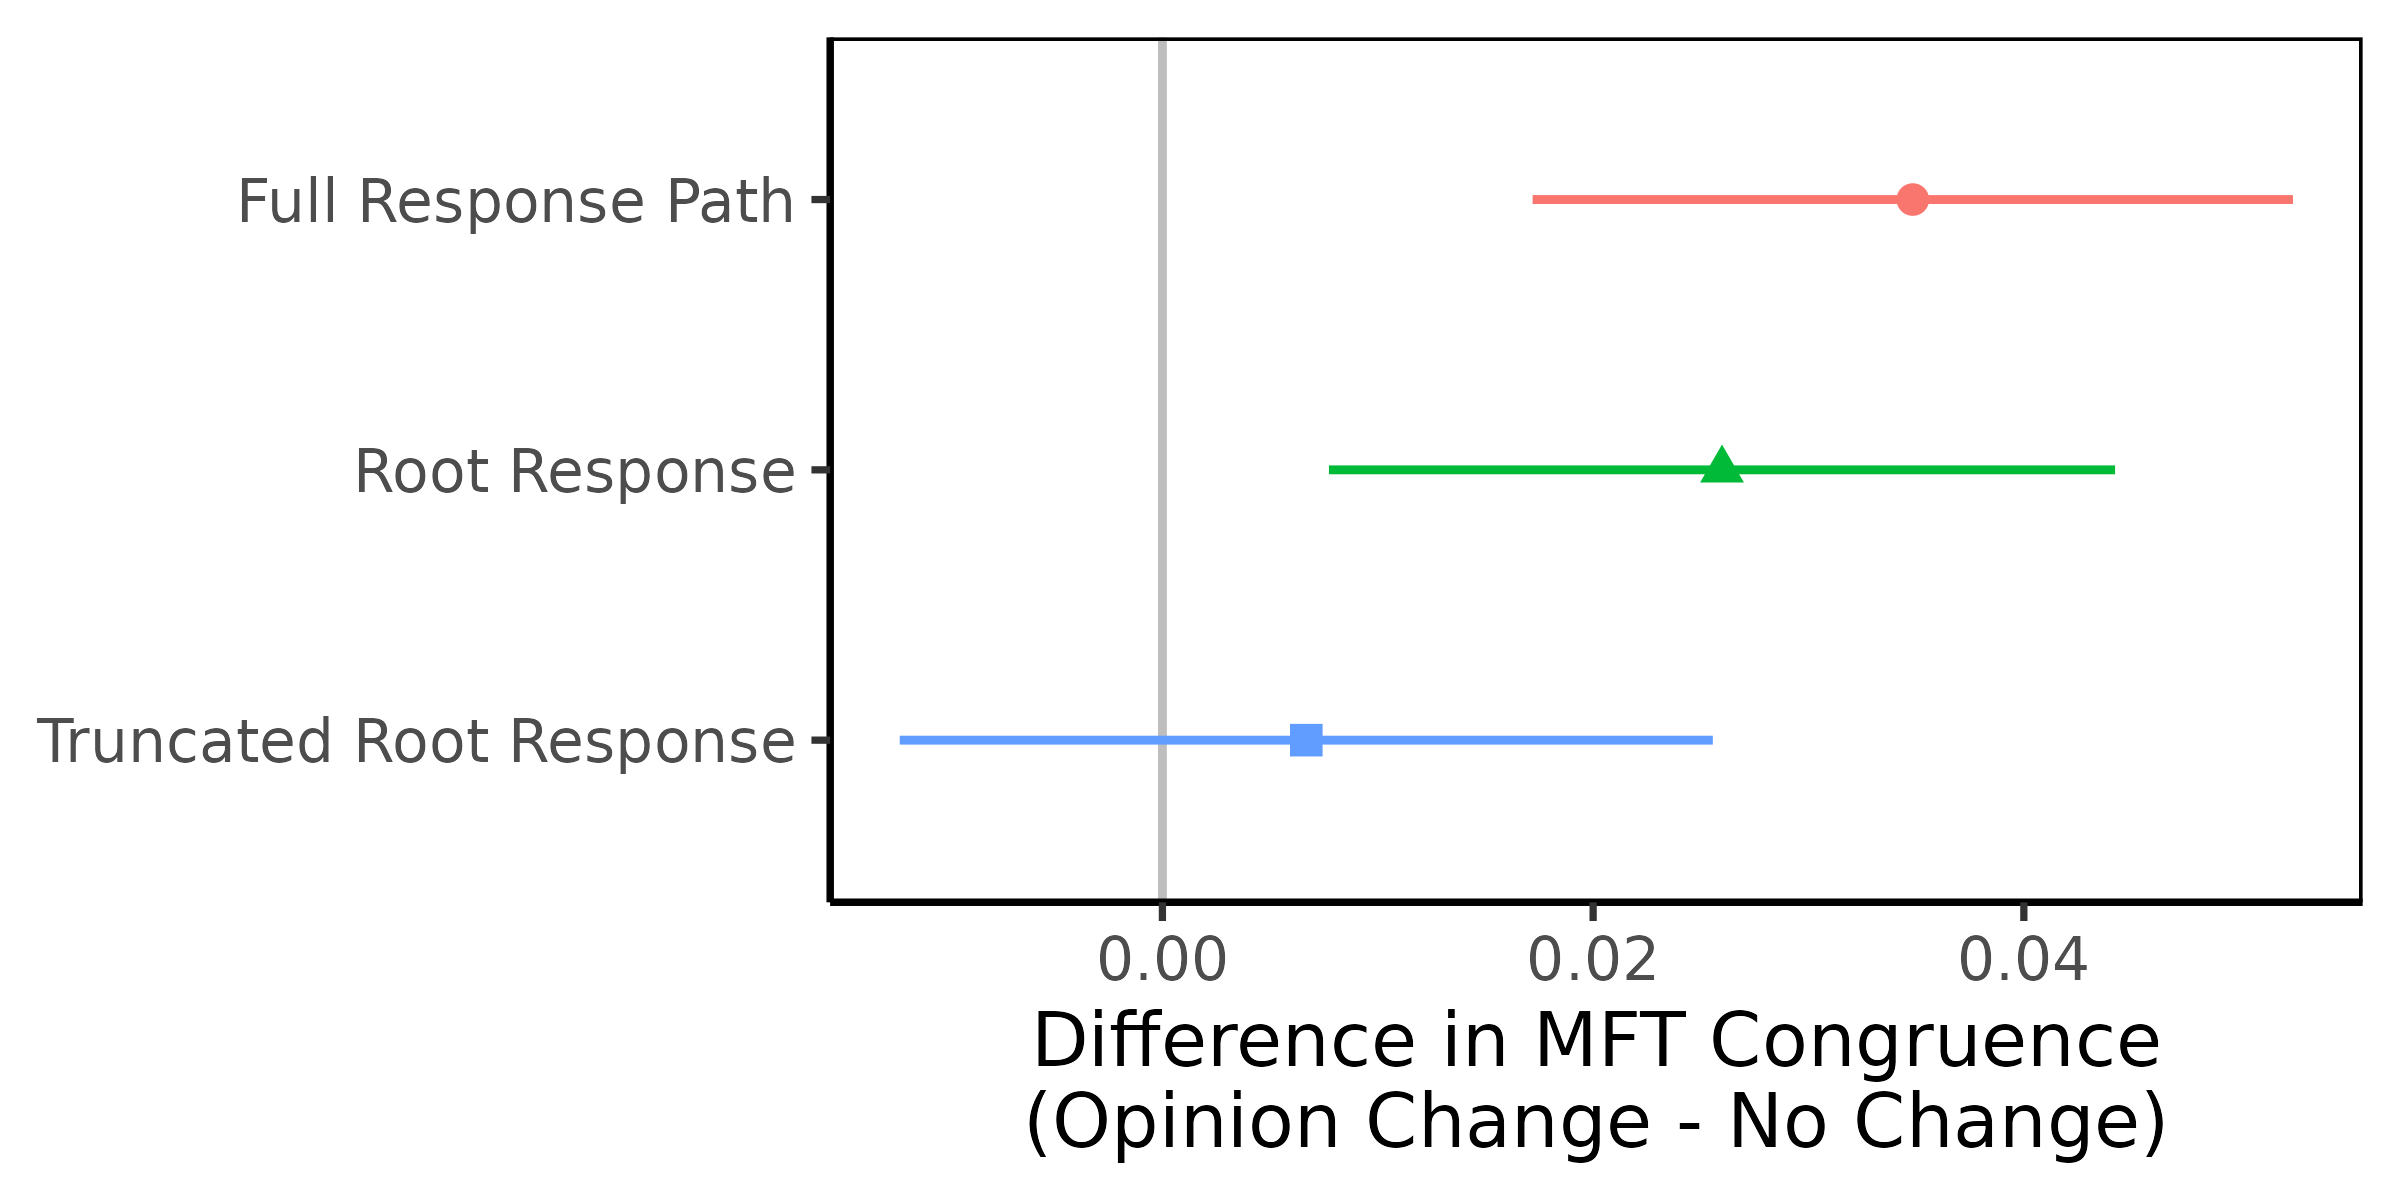 Full Response Path
Root Response
Truncated Root Response
0.00 0.02 0.04
Difference in MFT Congruence
(Opinion Change - No Change)